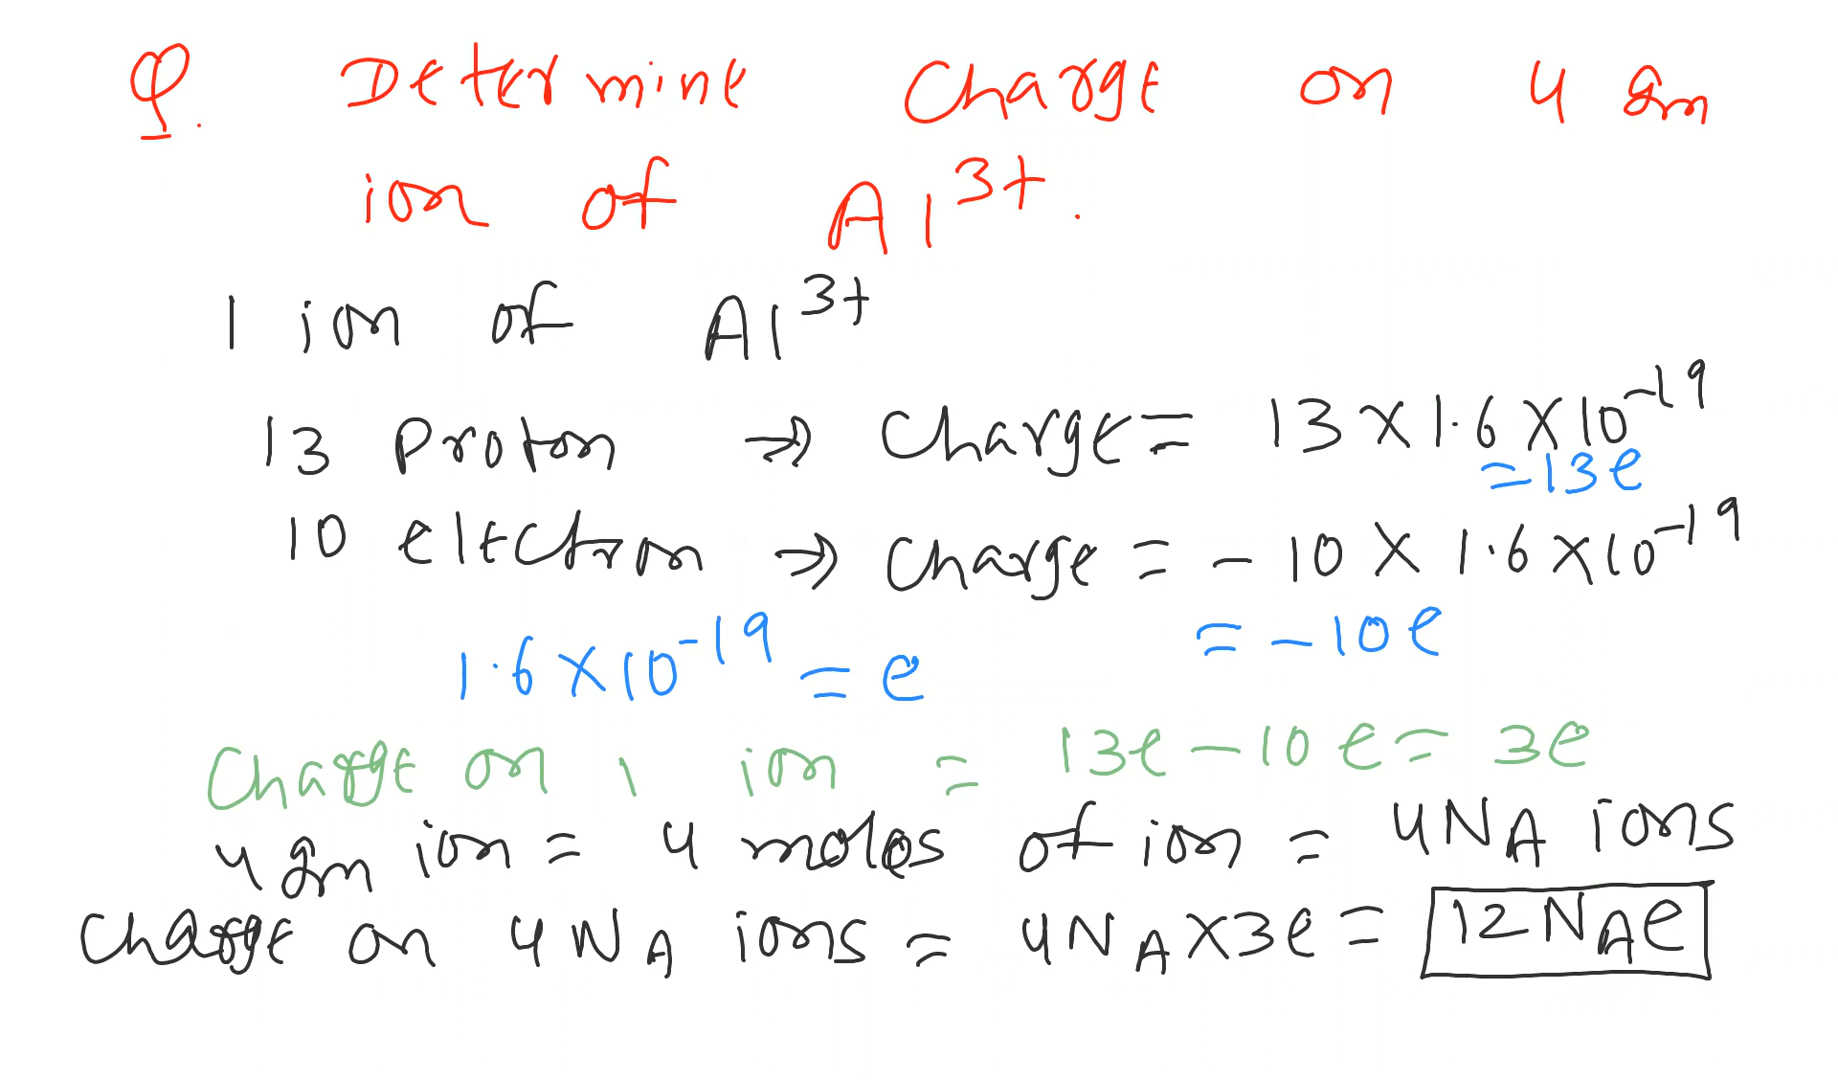 Q. Determine Charge on 4 gm
ion of Al³⁺.
1 ion of Al³⁺
13 Proton → Charge = 13 × 1.6 × 10⁻¹⁹
= 13e
10 electron → Charge = - 10 × 1.6 × 10⁻¹⁹
= -10e
1.6 × 10⁻¹⁹ = e
Charge on 1 ion = 13e - 10e = 3e
4 gm ion = 4 moles of ion = 4NA ions
Charge on 4NA ions = 4NA × 3e = 12NAe